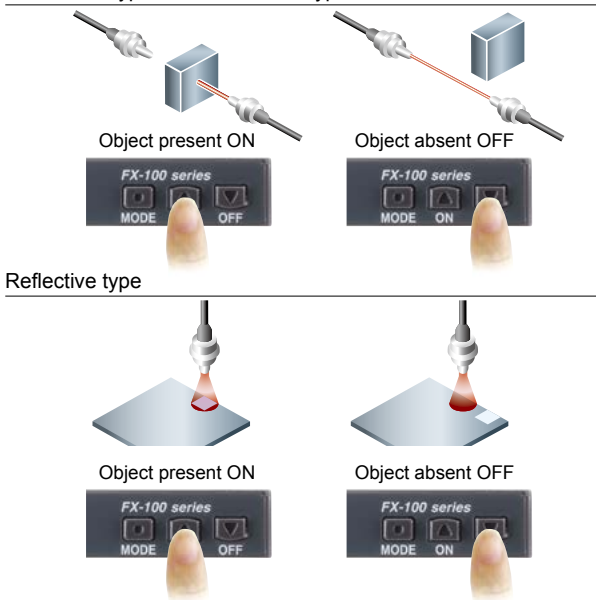 Object present ON
Object absent OFF
FX-100 series
MODE OFF
FX-100 series
MODE ON
Reflective type
Object present ON
Object absent OFF
FX-100 series
MODE OFF
FX-100 series
MODE ON